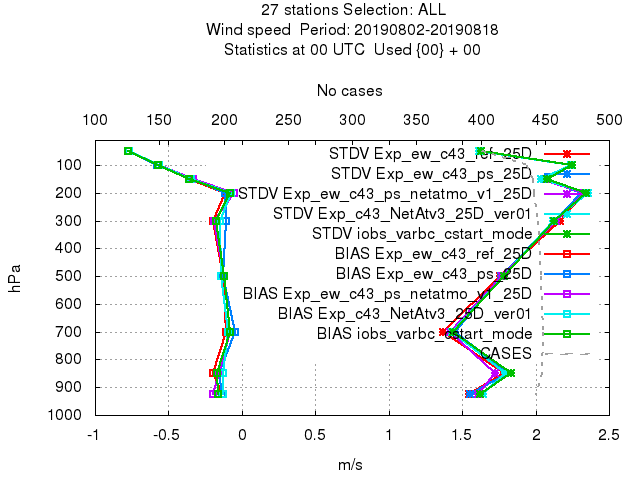 27 stations Selection: ALL
Wind speed  Period: 20190802-20190818
Statistics at 00 UTC  Used {00} + 00
No cases
100 150 200 250 300 350 400 450 500
STDV Exp_ew_c43_ref_25D
STDV Exp_ew_c43_ps_25D
STDV Exp_ew_c43_ps_netatmo_v1_25D
STDV Exp_c43_NetAtv3_25D_ver01
STDV iobs_varbc_cstart_mode
BIAS Exp_ew_c43_ref_25D
BIAS Exp_ew_c43_ps_25D
BIAS Exp_ew_c43_ps_netatmo_v1_25D
BIAS Exp_c43_NetAtv3_25D_ver01
BIAS iobs_varbc_cstart_mode
CASES
hPa
100
200
300
400
500
600
700
800
900
1000
-1 -0.5 0 0.5 1 1.5 2 2.5
m/s